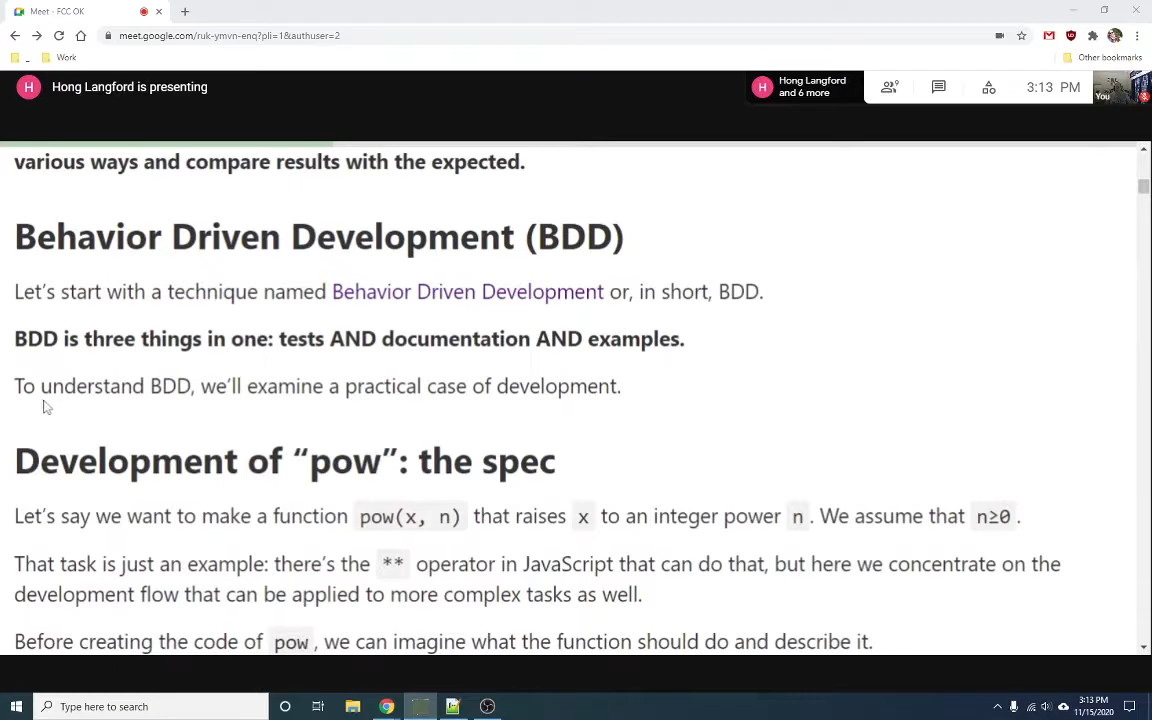 Meet - FCC OK
meet.google.com/ruk-ymvn-enq?pli=1&authuser=2
Work
Other bookmarks
H
Hong Langford is presenting
H
Hong Langford
and 6 more
3:13 PM
You
various ways and compare results with the expected.
Behavior Driven Development (BDD)
Let's start with a technique named Behavior Driven Development or, in short, BDD.
BDD is three things in one: tests AND documentation AND examples.
To understand BDD, we'll examine a practical case of development.
Development of “pow”: the spec
Let's say we want to make a function pow(x, n) that raises x to an integer power n. We assume that n≥0.
That task is just an example: there's the ** operator in JavaScript that can do that, but here we concentrate on the
development flow that can be applied to more complex tasks as well.
Before creating the code of pow, we can imagine what the function should do and describe it.
Type here to search
3:13 PM
11/15/2020